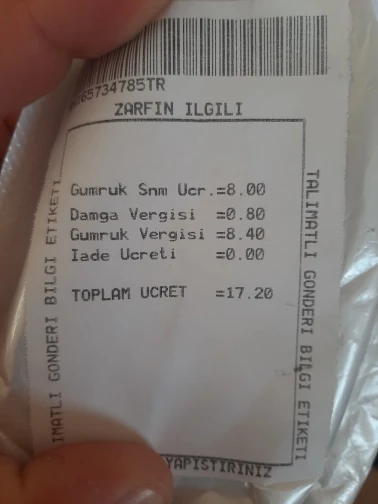 65734785TR
ZARFIN ILGILI
Gumruk Snm Ucr.=8.00
Damga Vergisi =0.80
Gumruk Vergisi =8.40
Iade Ucreti =0.00
TOPLAM UCRET =17.20
TALIMATLI GONDERI BILGI ETIKETI
IMATLI GONDERI BILGI ETIKETI
YAPISTIRINIZ